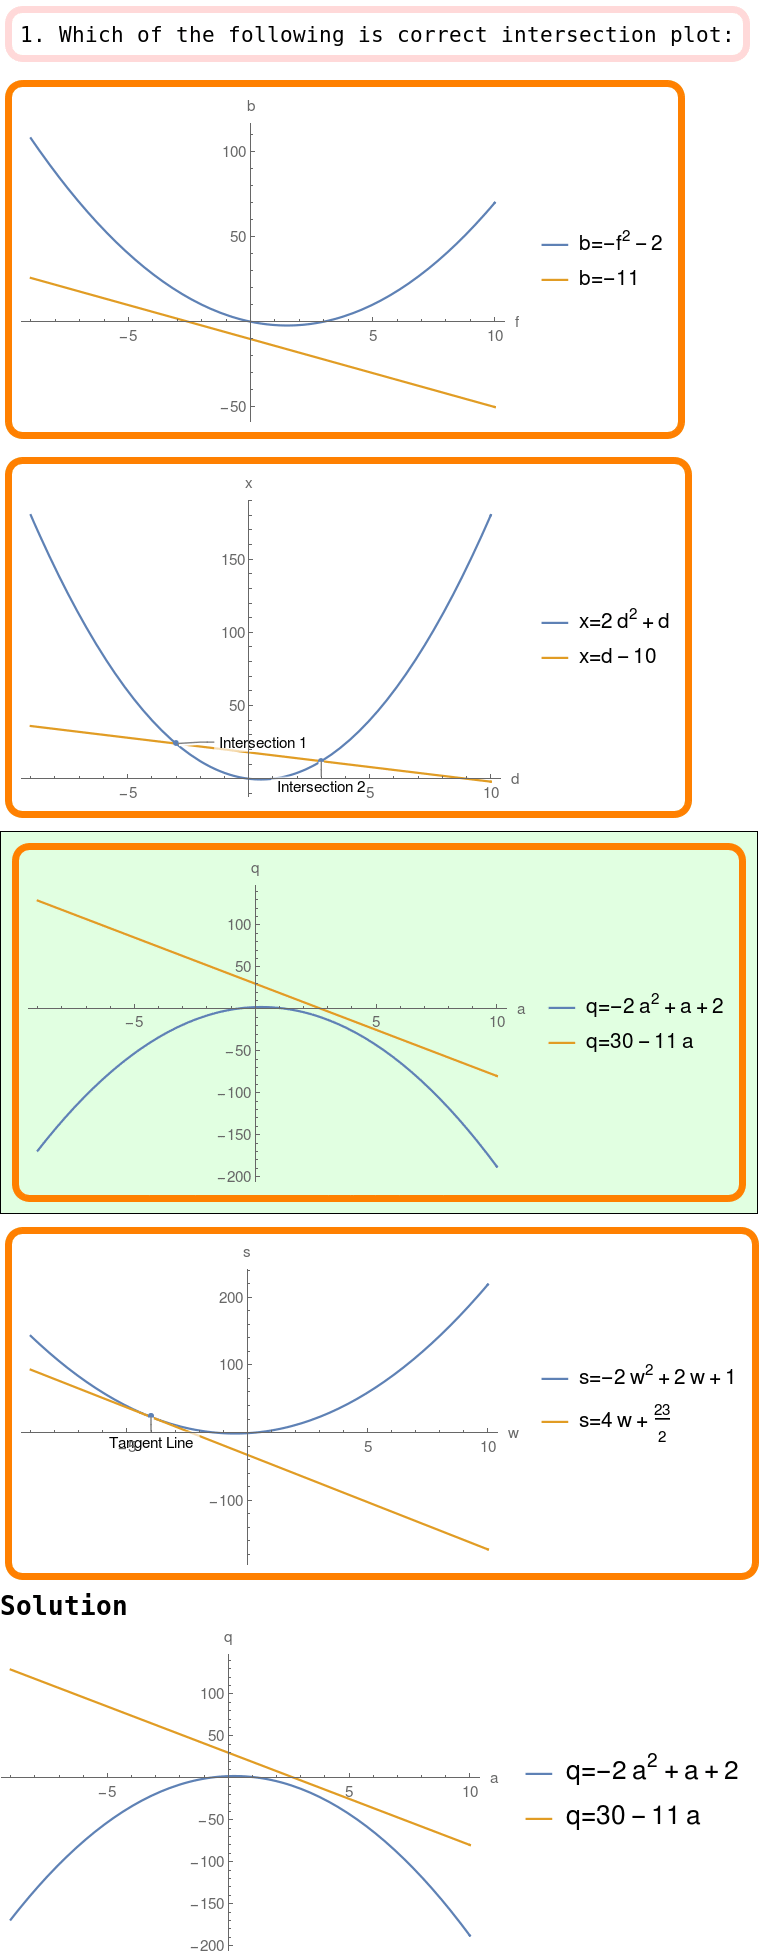 1. Which of the following is correct intersection plot:
b
100
50
b=−f² − 2
b=−11
−5 5 10 f
−50
x
150
100
x=2 d² + d
x=d − 10
50
Intersection 1
Intersection 2
−5 5 10 d
q
100
50
−5 5 10 a
q=−2 a² + a + 2
q=30 − 11 a
−50
−100
−150
−200
s
200
100
s=−2 w² + 2 w + 1
s=4 w + 23/2
Tangent Line
−5 5 10 w
−100
Solution
q
100
50
−5 5 10 a
q=−2 a² + a + 2
q=30 − 11 a
−50
−100
−150
−200